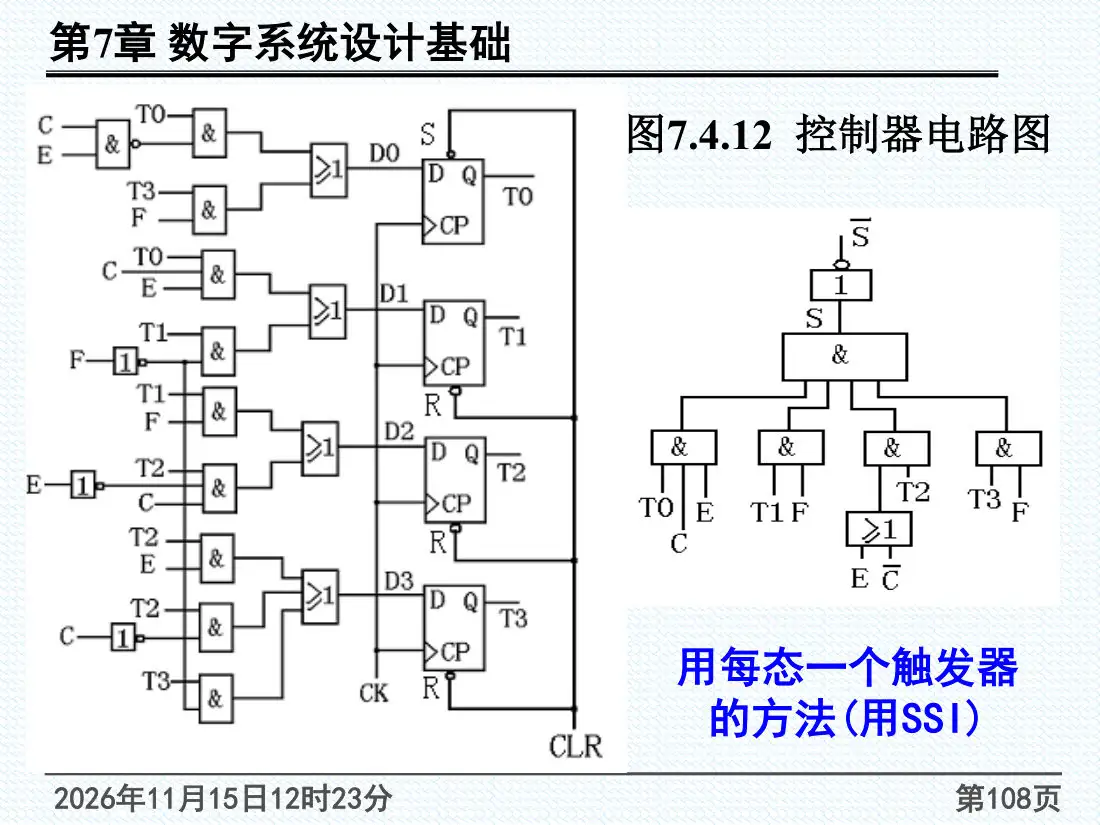 第7章 数字系统设计基础
图7.4.12 控制器电路图
C
E
&
T0
&
T3
F
&
≥1
D0
S
D Q
CP
T0
T0
C
E
&
T1
F
1
&
≥1
D1
D Q
CP
R
T1
T1
F
&
E
1
T2
C
&
≥1
D2
D Q
CP
R
T2
T2
E
&
C
1
T2
&
T3
&
≥1
D3
D Q
CP
R
T3
CK
CLR
S̅
1
S
&
& & & &
T0 E T1 F T2 T3 F
C
≥1
E C̅
用每态一个触发器
的方法(用SSI)
2026年11月15日12时23分
第108页